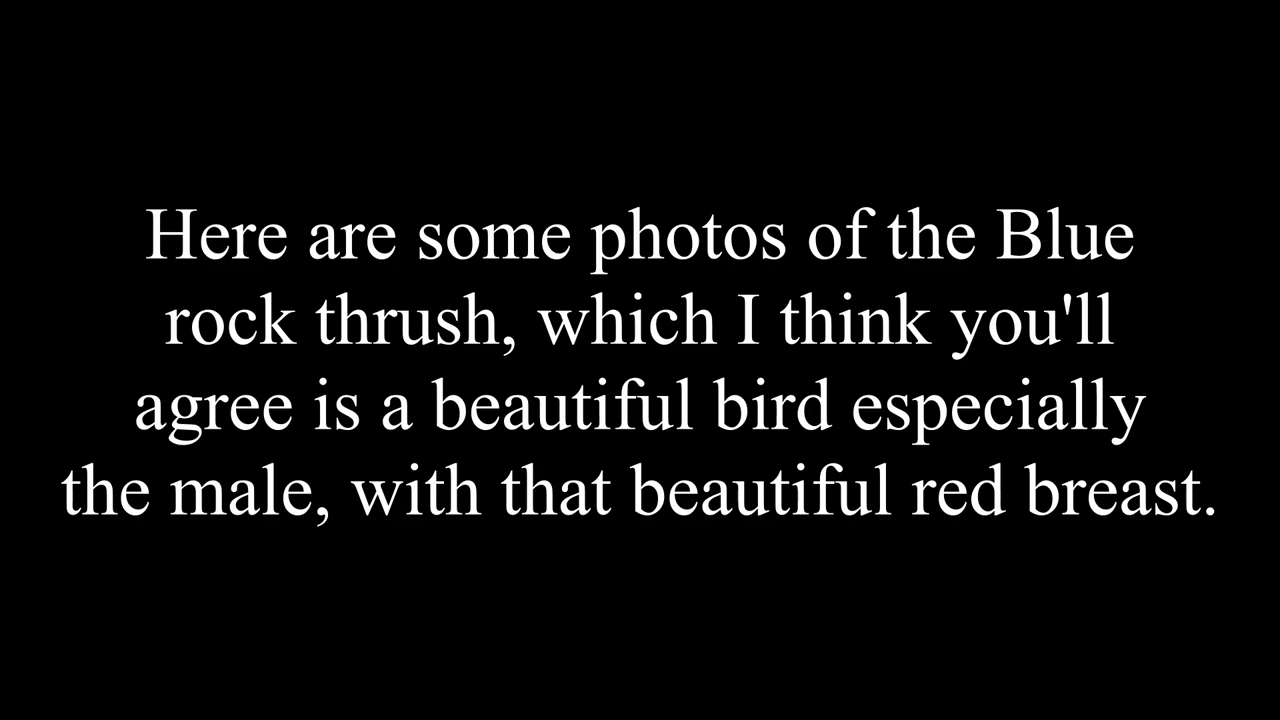 Here are some photos of the Blue
rock thrush, which I think you'll
agree is a beautiful bird especially
the male, with that beautiful red breast.